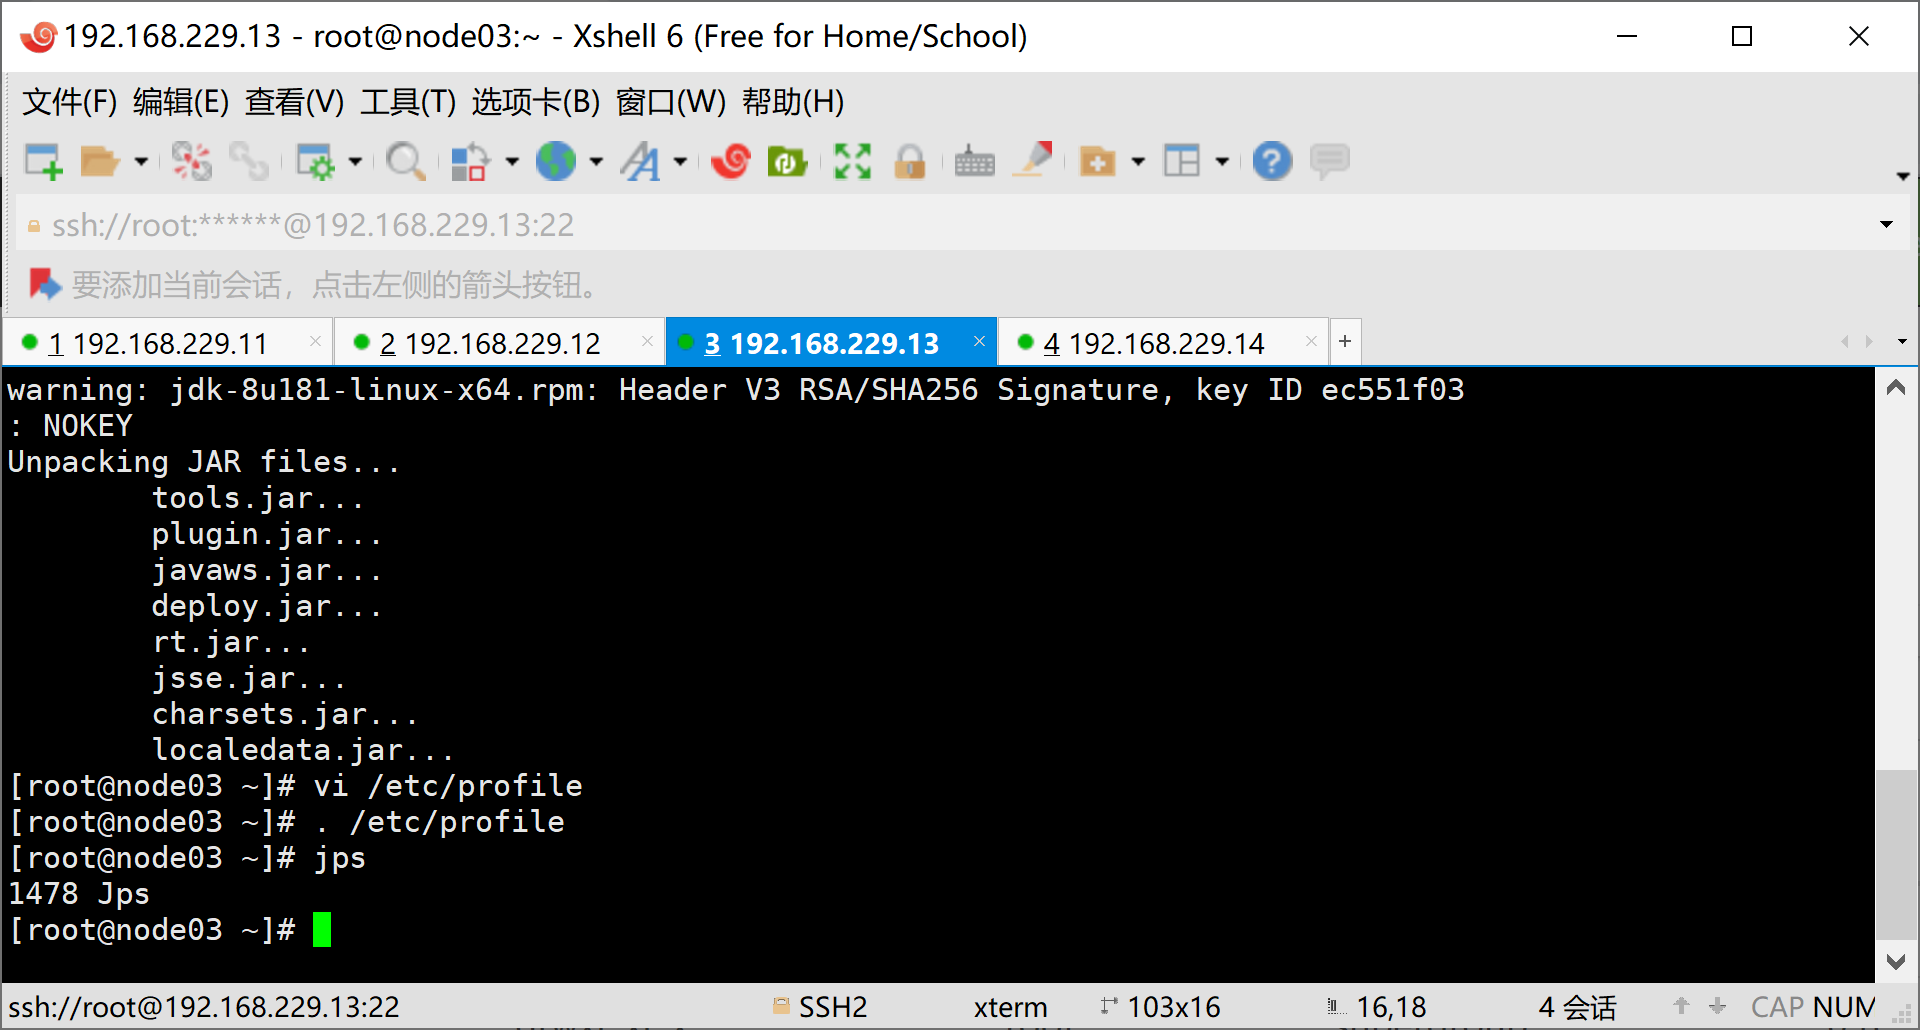 192.168.229.13 - root@node03:~ - Xshell 6 (Free for Home/School)
文件(F) 编辑(E) 查看(V) 工具(T) 选项卡(B) 窗口(W) 帮助(H)
ssh://root:******@192.168.229.13:22
要添加当前会话，点击左侧的箭头按钮。
1 192.168.229.11 × 2 192.168.229.12 × 3 192.168.229.13 × 4 192.168.229.14 × +
warning: jdk-8u181-linux-x64.rpm: Header V3 RSA/SHA256 Signature, key ID ec551f03
: NOKEY
Unpacking JAR files...
tools.jar...
plugin.jar...
javaws.jar...
deploy.jar...
rt.jar...
jsse.jar...
charsets.jar...
localedata.jar...
[root@node03 ~]# vi /etc/profile
[root@node03 ~]# . /etc/profile
[root@node03 ~]# jps
1478 Jps
[root@node03 ~]#
ssh://root@192.168.229.13:22 SSH2 xterm 103x16 16,18 4 会话 CAP NUM